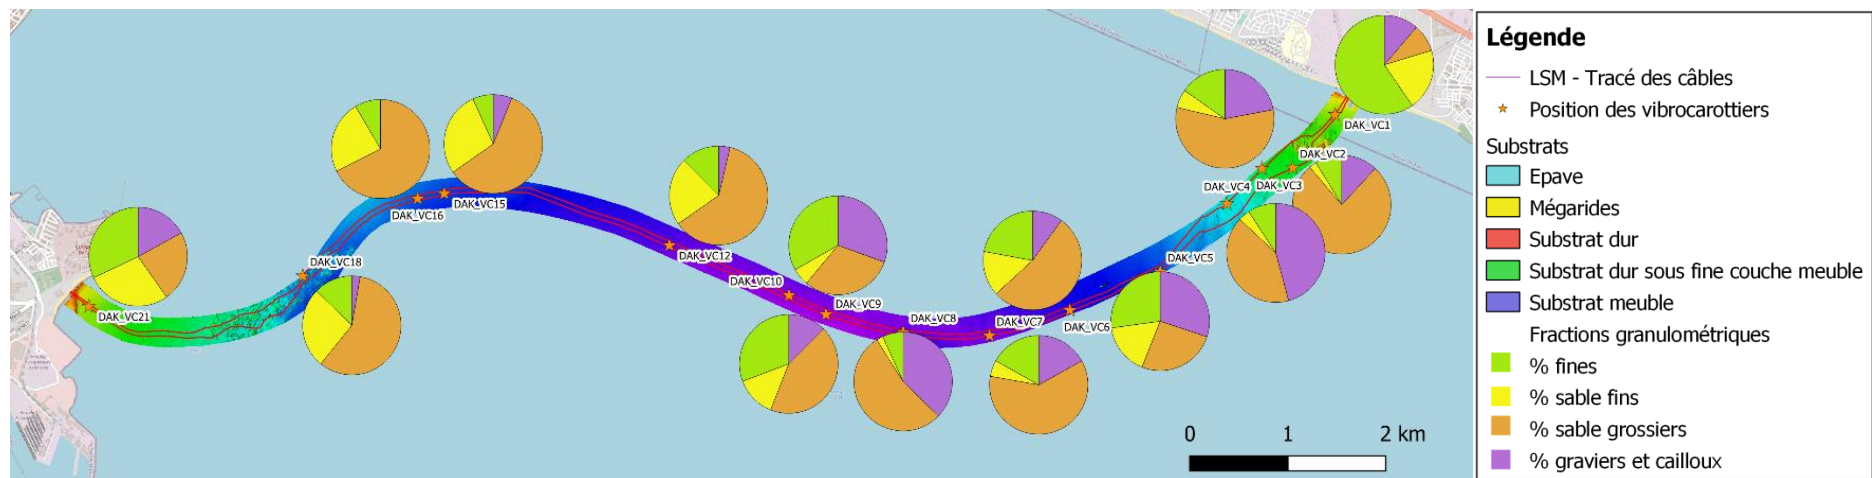 DAK_VC1
DAK_VC2
DAK_VC4
DAK_VC3
DAK_VC16
DAK_VC15
DAK_VC12
DAK_VC18
DAK_VC5
DAK_VC10
DAK_VC9
DAK_VC21
DAK_VC8
DAK_VC7
DAK_VC6
0 1 2 km
Légende
LSM - Tracé des câbles
Position des vibrocarottiers
Substrats
Epave
Mégarides
Substrat dur
Substrat dur sous fine couche meuble
Substrat meuble
Fractions granulométriques
% fines
% sable fins
% sable grossiers
% graviers et cailloux